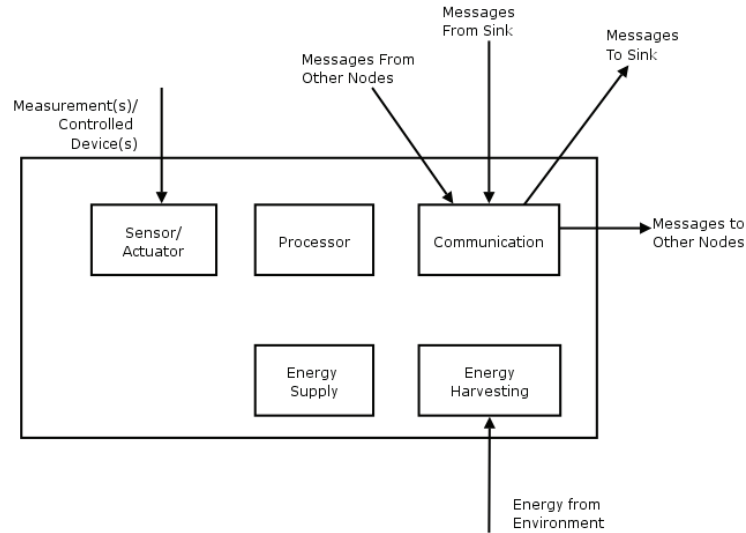 Messages
From Sink
Messages
To Sink
Messages From
Other Nodes
Measurement(s)/
Controlled
Device(s)
Sensor/
Actuator
Processor
Communication
Messages to
Other Nodes
Energy
Supply
Energy
Harvesting
Energy from
Environment